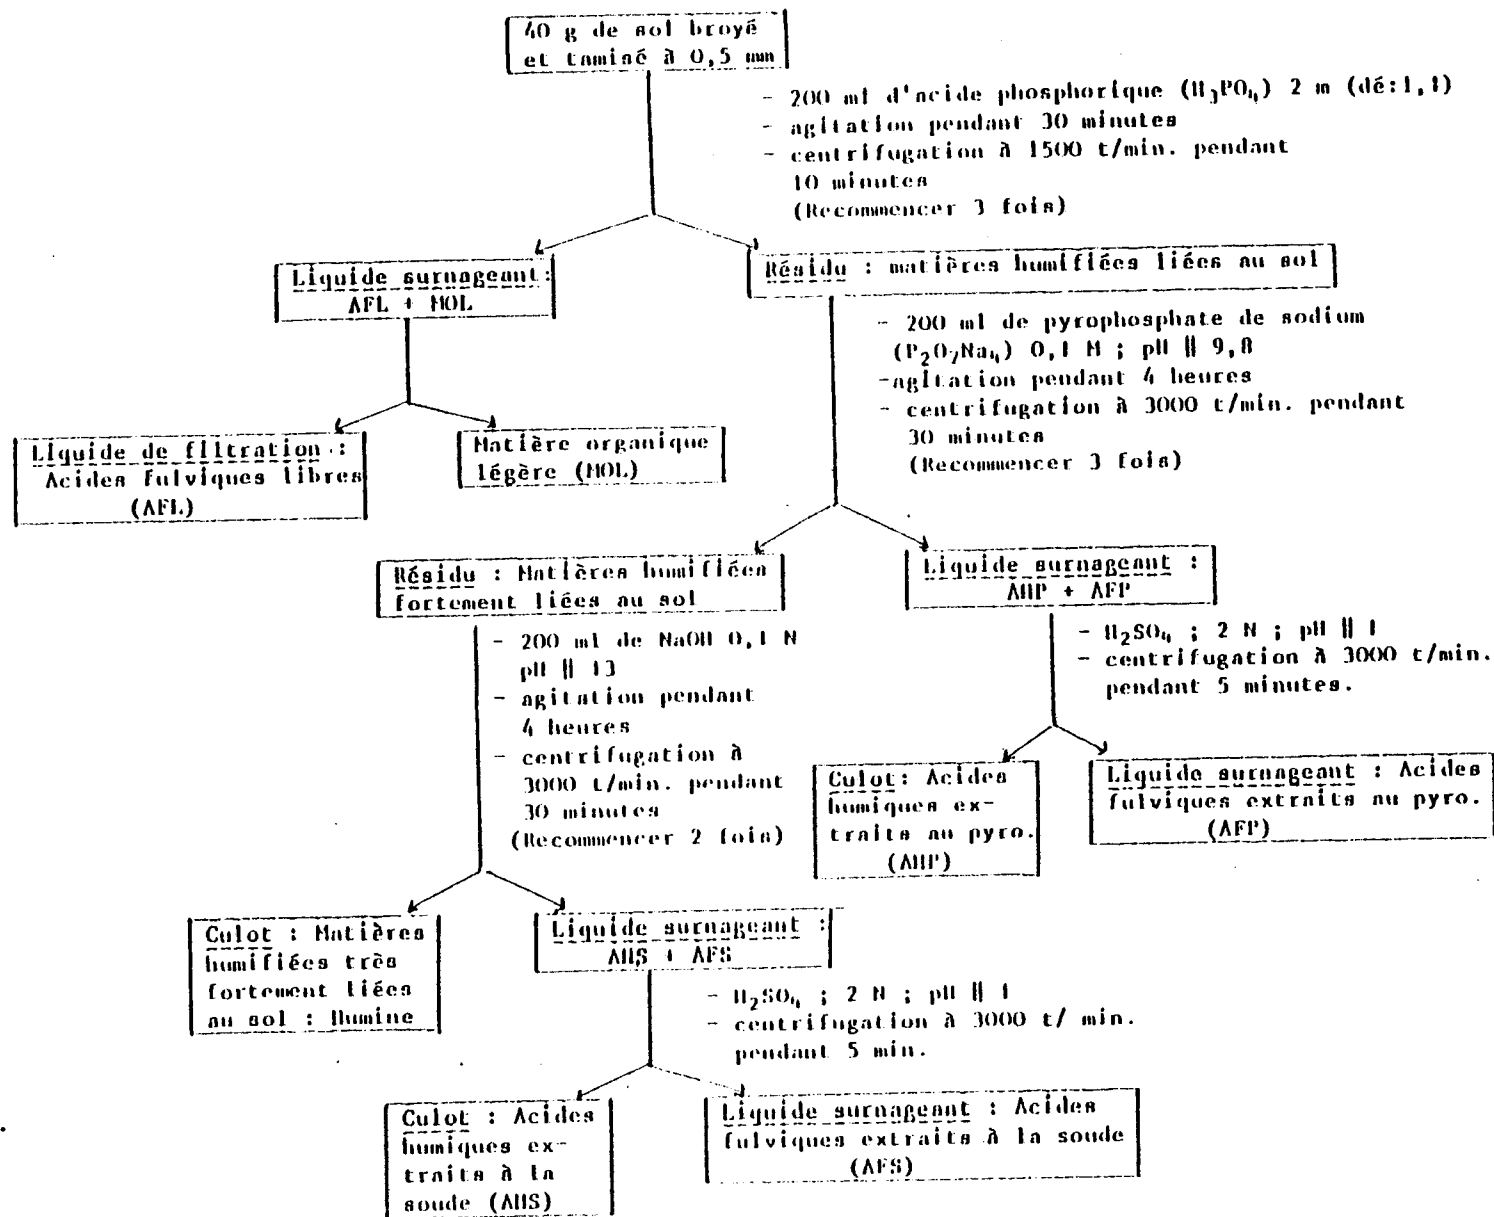 40 g de sol broyé
et tamisé à 0,5 mm
- 200 ml d'acide phosphorique (H3PO4) 2 m (dé:1,1)
- agitation pendant 30 minutes
- centrifugation à 1500 t/min. pendant
10 minutes
(Recommencer 3 fois)
Liquide surnageant:
AFL + MOL
Résidu : matières humifiées liées au sol
- 200 ml de pyrophosphate de sodium
(P2O7Na4) 0,1 M ; pH || 9,8
-agitation pendant 4 heures
- centrifugation à 3000 t/min. pendant
30 minutes
(Recommencer 3 fois)
Liquide de filtration :
Acides fulviques libres
(AFL)
Matière organique
légère (MOL)
Résidu : Matières humifiées
fortement liées au sol
Liquide surnageant :
AHP + AFP
- 200 ml de NaOH 0,1 N
pH || 13
- agitation pendant
4 heures
- centrifugation à
3000 t/min. pendant
30 minutes
(Recommencer 2 fois)
- H2SO4 ; 2 N ; pH || 1
- centrifugation à 3000 t/min.
pendant 5 minutes.
Culot: Acides
humiques ex-
traits au pyro.
(AHP)
Liquide surnageant : Acides
fulviques extraits au pyro.
(AFP)
Culot : Matières
humifiées très
fortement liées
au sol : Humine
Liquide surnageant :
AHS + AFS
- H2SO4 ; 2 N ; pH || 1
- centrifugation à 3000 t/ min.
pendant 5 min.
Culot : Acides
humiques ex-
traits à la
soude (AHS)
Liquide surnageant : Acides
fulviques extraits à la soude
(AFS)